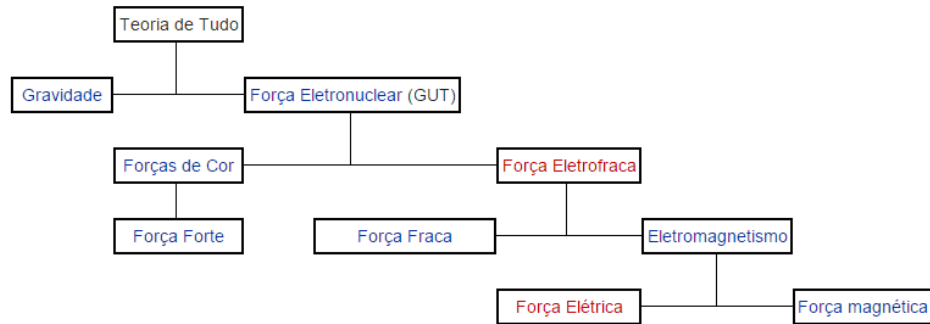 Teoria de Tudo
Gravidade
Força Eletronuclear (GUT)
Forças de Cor
Força Eletrofraca
Força Forte
Força Fraca
Eletromagnetismo
Força Elétrica
Força magnética